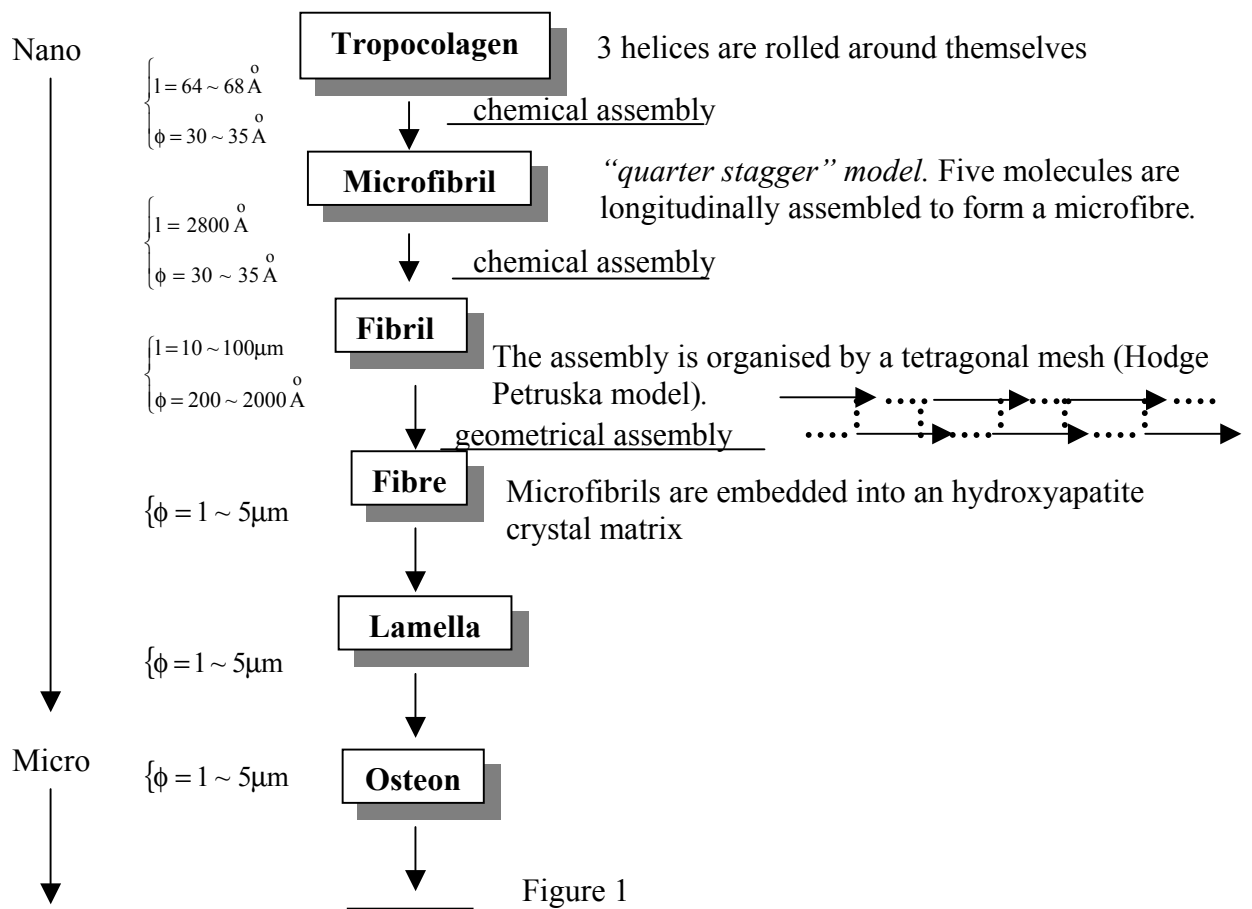 Nano
Tropocolagen
3 helices are rolled around themselves
l = 64 ~ 68 Å
ϕ = 30 ~ 35 Å
chemical assembly
Microfibril
“quarter stagger” model. Five molecules are
longitudinally assembled to form a microfibre.
l = 2800 Å
ϕ = 30 ~ 35 Å
chemical assembly
Fibril
l = 10 ~ 100μm
ϕ = 200 ~ 2000 Å
The assembly is organised by a tetragonal mesh (Hodge
Petruska model).
geometrical assembly
Fibre
Microfibrils are embedded into an hydroxyapatite
crystal matrix
{ϕ = 1 ~ 5μm
Lamella
{ϕ = 1 ~ 5μm
Micro
{ϕ = 1 ~ 5μm
Osteon
Figure 1